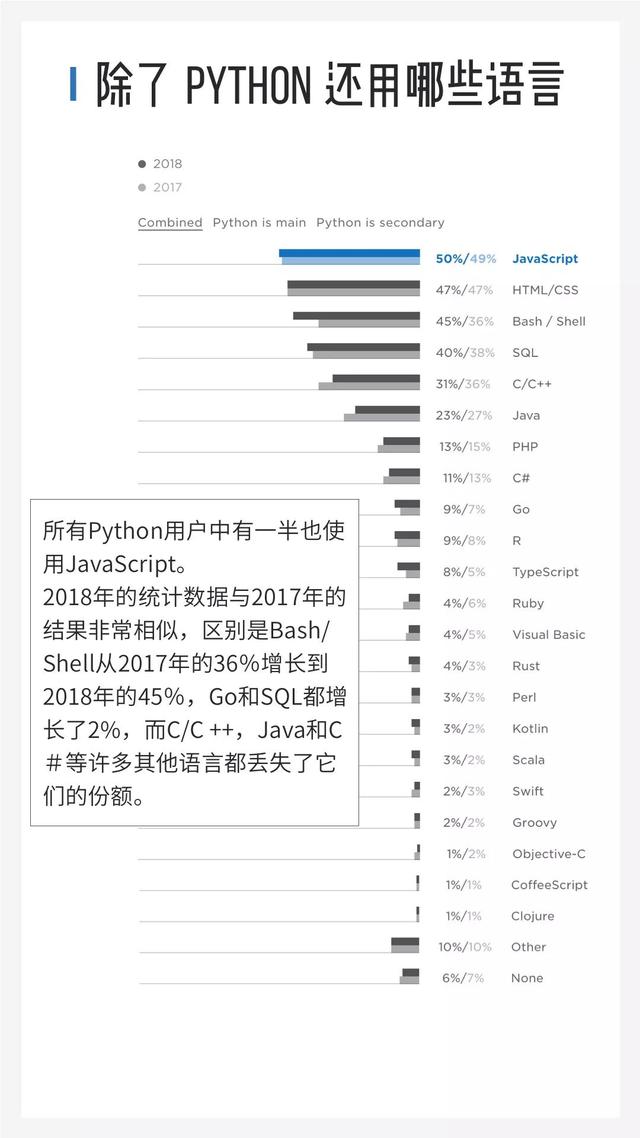 除了 PYTHON 还用哪些语言
2018
2017
Combined Python is main Python is secondary
50%/49% JavaScript
47%/47% HTML/CSS
45%/36% Bash / Shell
40%/38% SQL
31%/36% C/C++
23%/27% Java
13%/15% PHP
11%/13% C#
9%/7% Go
9%/8% R
8%/5% TypeScript
4%/6% Ruby
4%/5% Visual Basic
4%/3% Rust
3%/3% Perl
3%/2% Kotlin
3%/2% Scala
2%/3% Swift
2%/2% Groovy
1%/2% Objective-C
1%/1% CoffeeScript
1%/1% Clojure
10%/10% Other
6%/7% None
所有Python用户中有一半也使
用JavaScript。
2018年的统计数据与2017年的
结果非常相似，区别是Bash/
Shell从2017年的36%增长到
2018年的45%，Go和SQL都增
长了2%，而C/C ++，Java和C
＃等许多其他语言都丢失了它
们的份额。